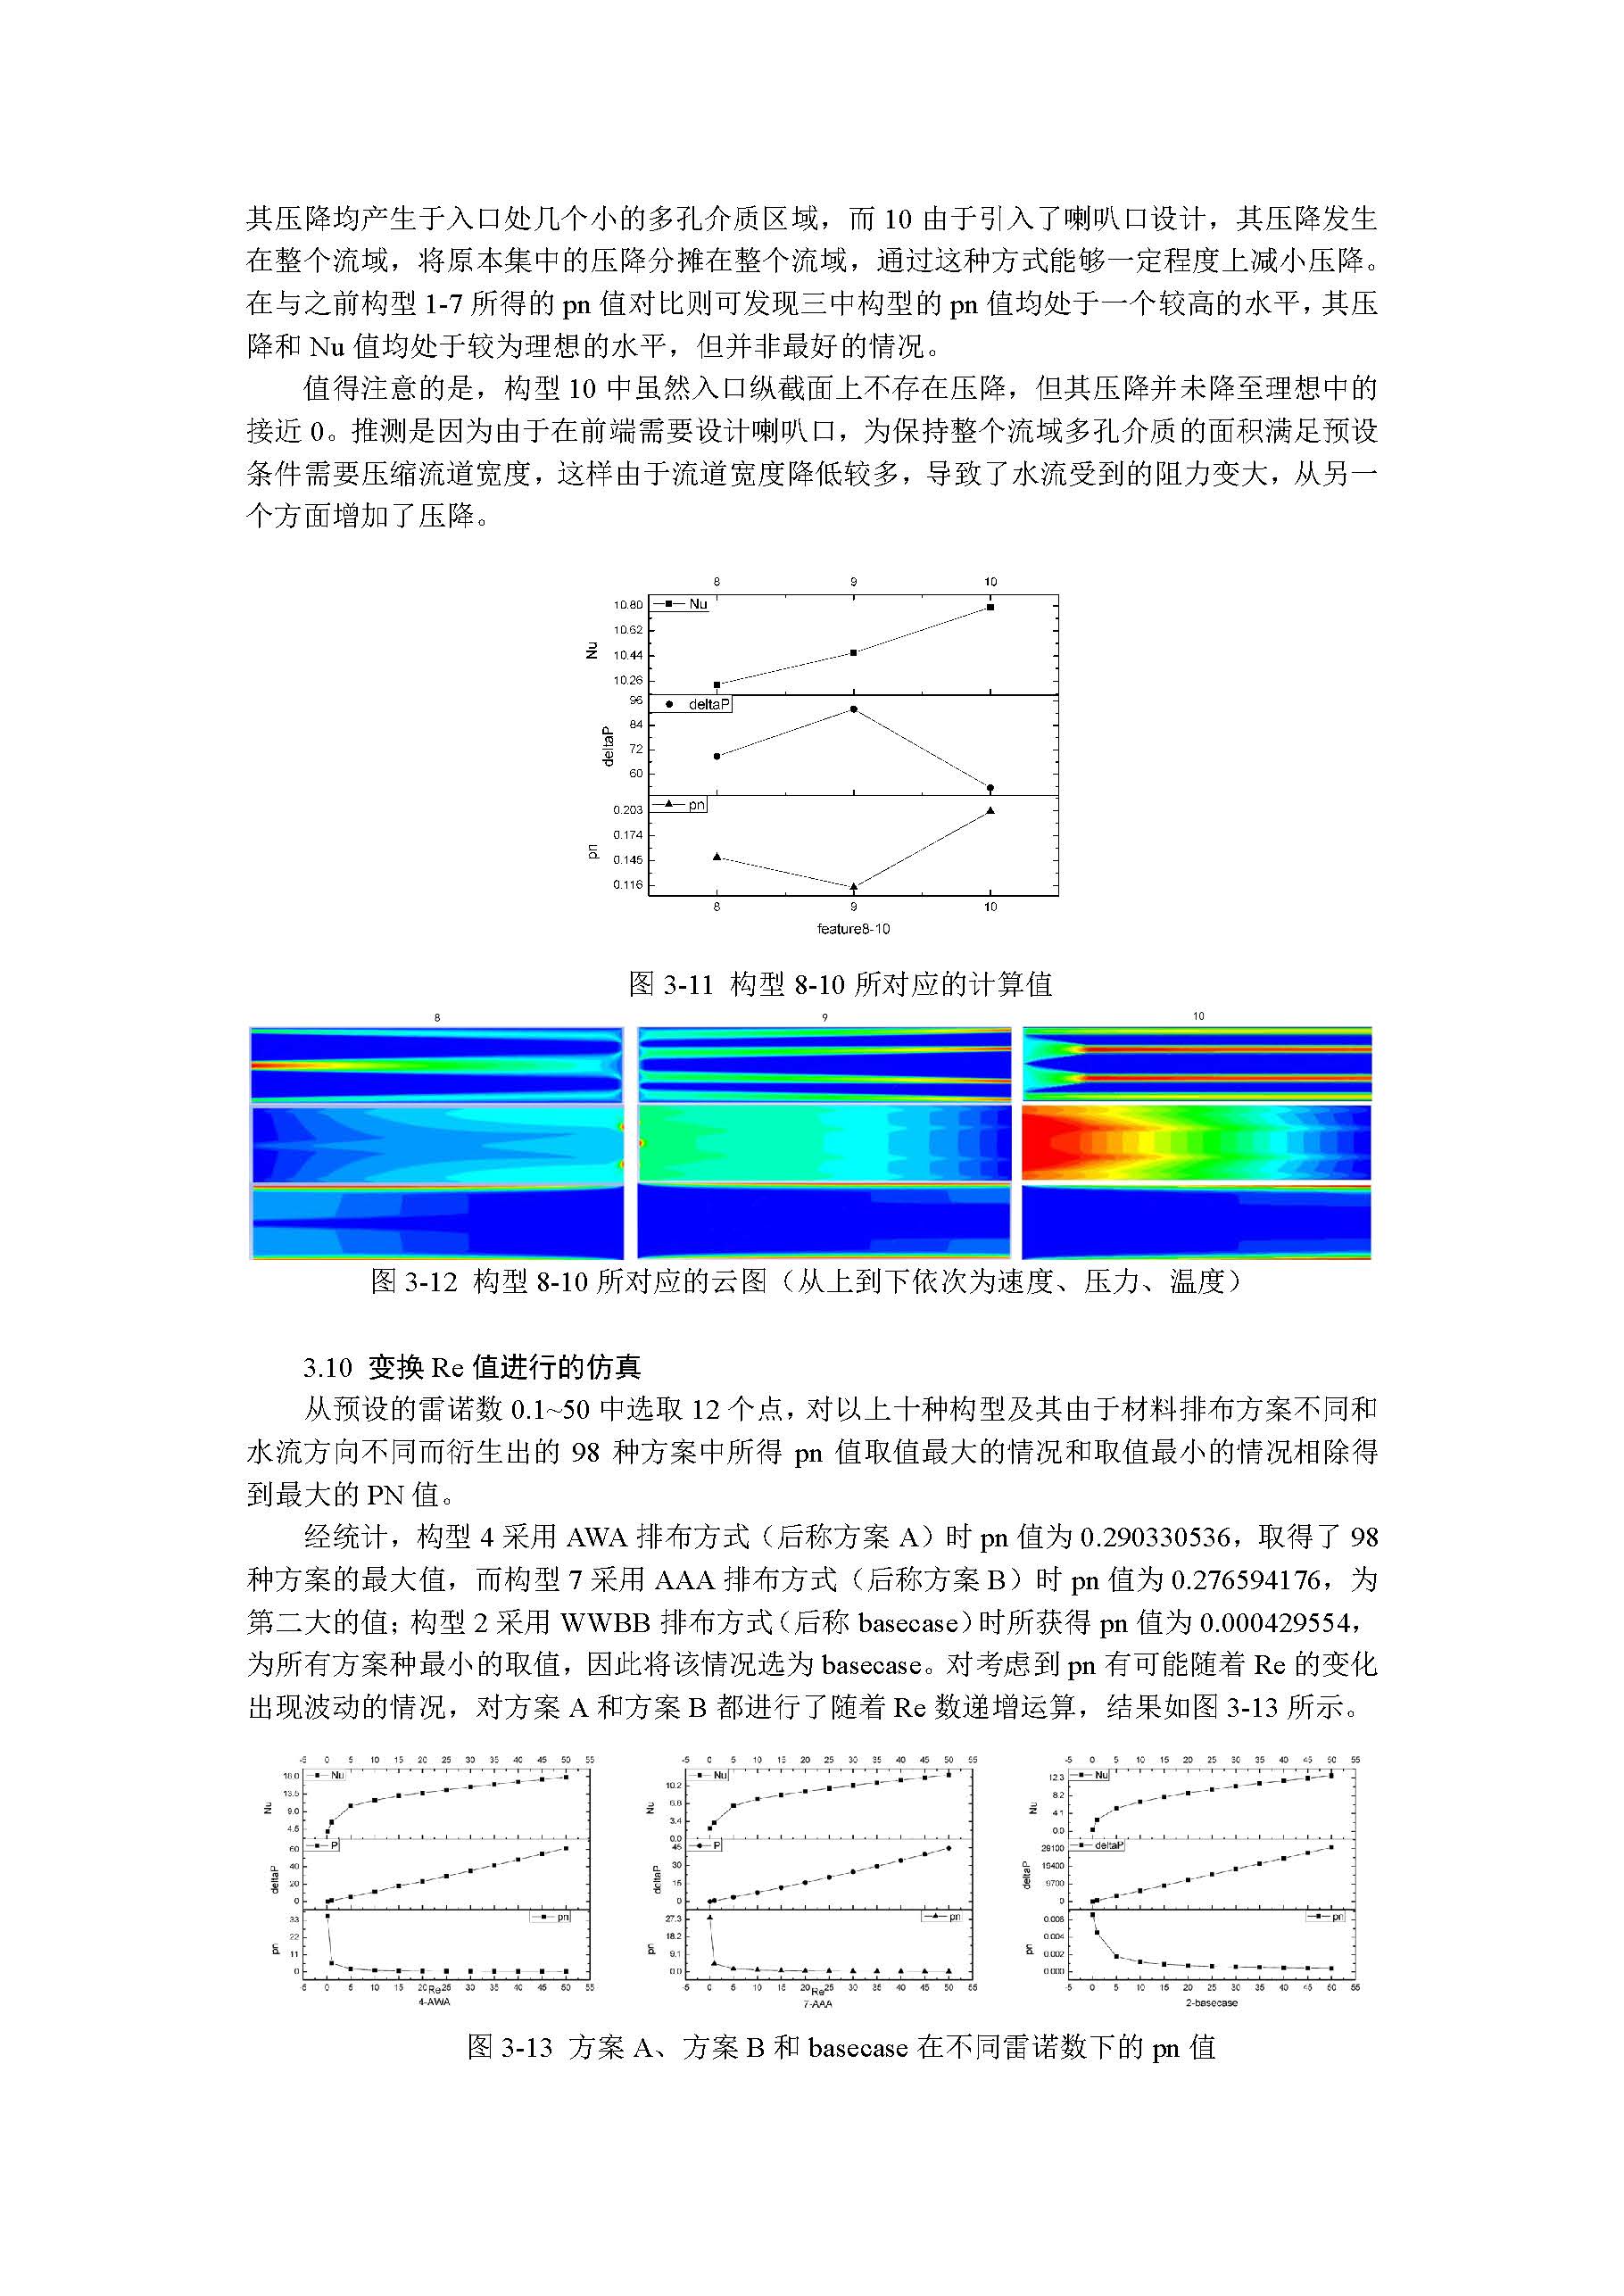 其压降均产生于入口处几个小的多孔介质区域，而 10 由于引入了喇叭口设计，其压降发生
在整个流域，将原本集中的压降分摊在整个流域，通过这种方式能够一定程度上减小压降。
在与之前构型 1-7 所得的 pn 值对比则可发现三中构型的 pn 值均处于一个较高的水平，其压
降和 Nu 值均处于较为理想的水平，但并非最好的情况。
值得注意的是，构型 10 中虽然入口纵截面上不存在压降，但其压降并未降至理想中的
接近 0。推测是因为由于在前端需要设计喇叭口，为保持整个流域多孔介质的面积满足预设
条件需要压缩流道宽度，这样由于流道宽度降低较多，导致了水流受到的阻力变大，从另一
个方面增加了压降。
8 9 10
10.80 Nu
10.62
Nu
10.44
10.26
96 deltaP
84
deltaP
72
60
0.203 pn
0.174
pn
0.145
0.116
8 9 10
feature8-10
图 3-11 构型 8-10 所对应的计算值
8 9 10
图 3-12 构型 8-10 所对应的云图（从上到下依次为速度、压力、温度）
3.10 变换 Re 值进行的仿真
从预设的雷诺数 0.1~50 中选取 12 个点，对以上十种构型及其由于材料排布方案不同和
水流方向不同而衍生出的 98 种方案中所得 pn 值取值最大的情况和取值最小的情况相除得
到最大的 PN 值。
经统计，构型 4 采用 AWA 排布方式（后称方案 A）时 pn 值为 0.290330536，取得了 98
种方案的最大值，而构型 7 采用 AAA 排布方式（后称方案 B）时 pn 值为 0.276594176，为
第二大的值；构型 2 采用 WWBB 排布方式（后称 basecase）时所获得 pn 值为 0.000429554，
为所有方案种最小的取值，因此将该情况选为 basecase。对考虑到 pn 有可能随着 Re 的变化
出现波动的情况，对方案 A 和方案 B 都进行了随着 Re 数递增运算，结果如图 3-13 所示。
-5 0 5 10 15 20 25 30 35 40 45 50 55
18.0 Nu
13.5
Nu
9.0
4.5
60 P
40
deltaP
20
0
33 pn
22
pn
11
0
-5 0 5 10 15 20 25 30 35 40 45 50 55
Re
4-AWA
-5 0 5 10 15 20 25 30 35 40 45 50 55
10.2 Nu
6.8
Nu
3.4
0.0
45 P
30
deltaP
15
0
27.3 pn
18.2
pn
9.1
0.0
-5 0 5 10 15 20 25 30 35 40 45 50 55
Re
7-AAA
-5 0 5 10 15 20 25 30 35 40 45 50 55
12.3 Nu
8.2
Nu
4.1
0.0
29100 deltaP
19400
deltaP
9700
0
0.006 pn
0.004
pn
0.002
0.000
-5 0 5 10 15 20 25 30 35 40 45 50 55
2-basecase
图 3-13 方案 A、方案 B 和 basecase 在不同雷诺数下的 pn 值